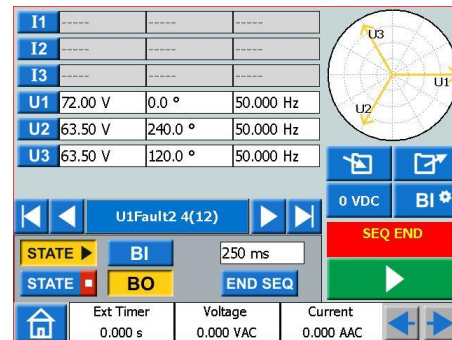 I1 ----- ----- -----
I2 ----- ----- -----
I3 ----- ----- -----
U1 72.00 V 0.0 ° 50.000 Hz
U2 63.50 V 240.0 ° 50.000 Hz
U3 63.50 V 120.0 ° 50.000 Hz
U3
U1
U2
0 VDC BI
U1Fault2 4(12)
SEQ END
STATE BI 250 ms
STATE BO END SEQ
Ext Timer Voltage Current
0.000 s 0.000 VAC 0.000 AAC